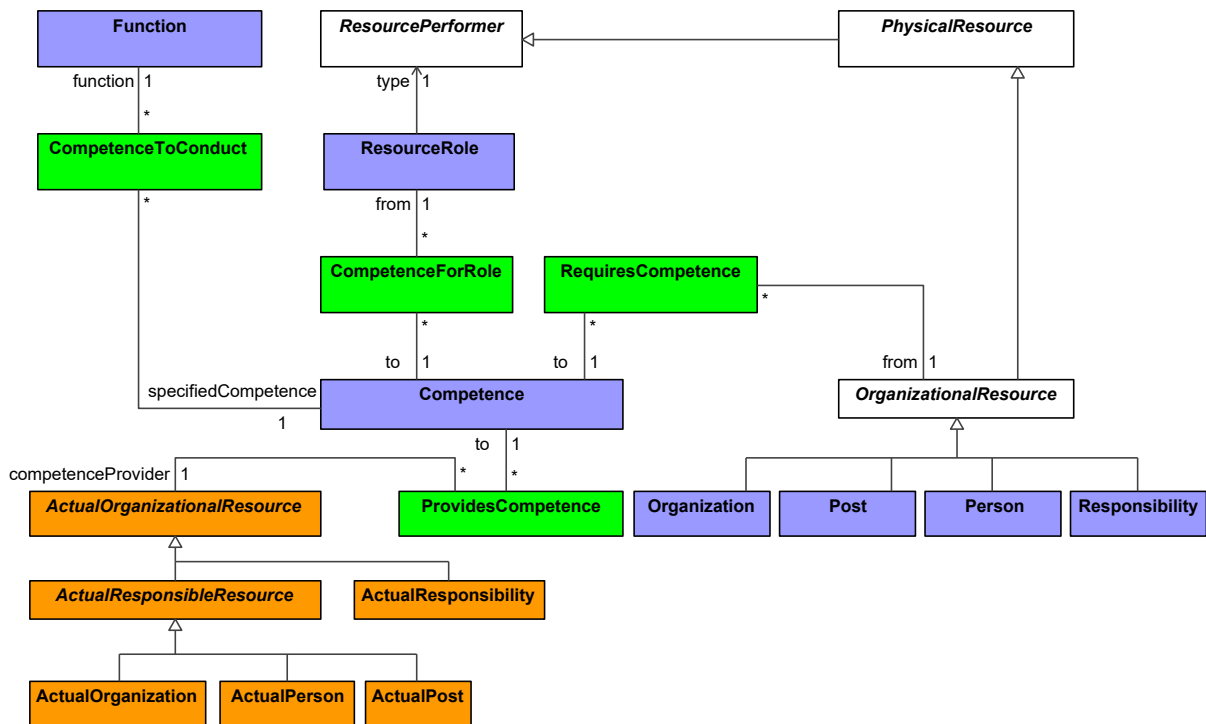 Function
ResourcePerformer
PhysicalResource
function 1
type 1
*
CompetenceToConduct
ResourceRole
*
from 1
*
CompetenceForRole
RequiresCompetence
*
*
*
to 1
to 1
from 1
specifiedCompetence
1
Competence
OrganizationalResource
to 1
competenceProvider 1
*
*
ActualOrganizationalResource
ProvidesCompetence
Organization
Post
Person
Responsibility
ActualResponsibleResource
ActualResponsibility
ActualOrganization
ActualPerson
ActualPost